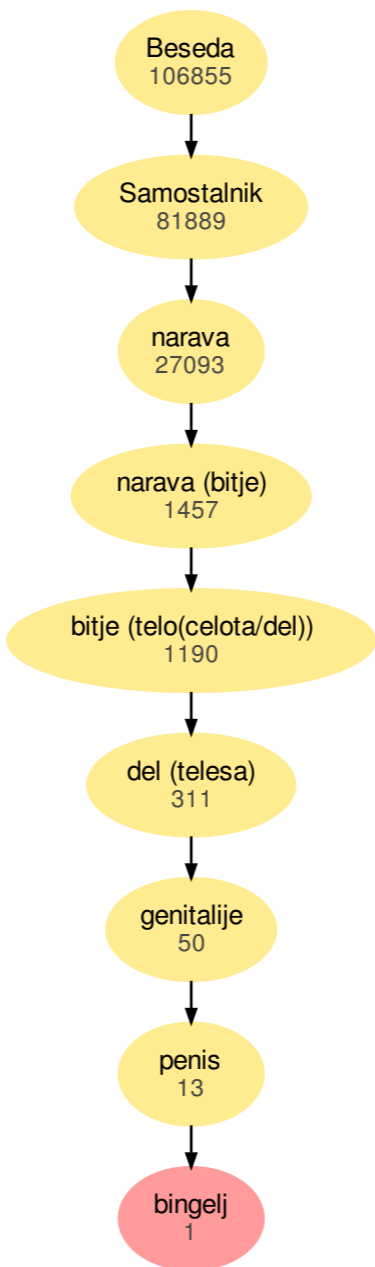 Beseda
106855
Samostalnik
81889
narava
27093
narava (bitje)
1457
bitje (telo(celota/del))
1190
del (telesa)
311
genitalije
50
penis
13
bingelj
1